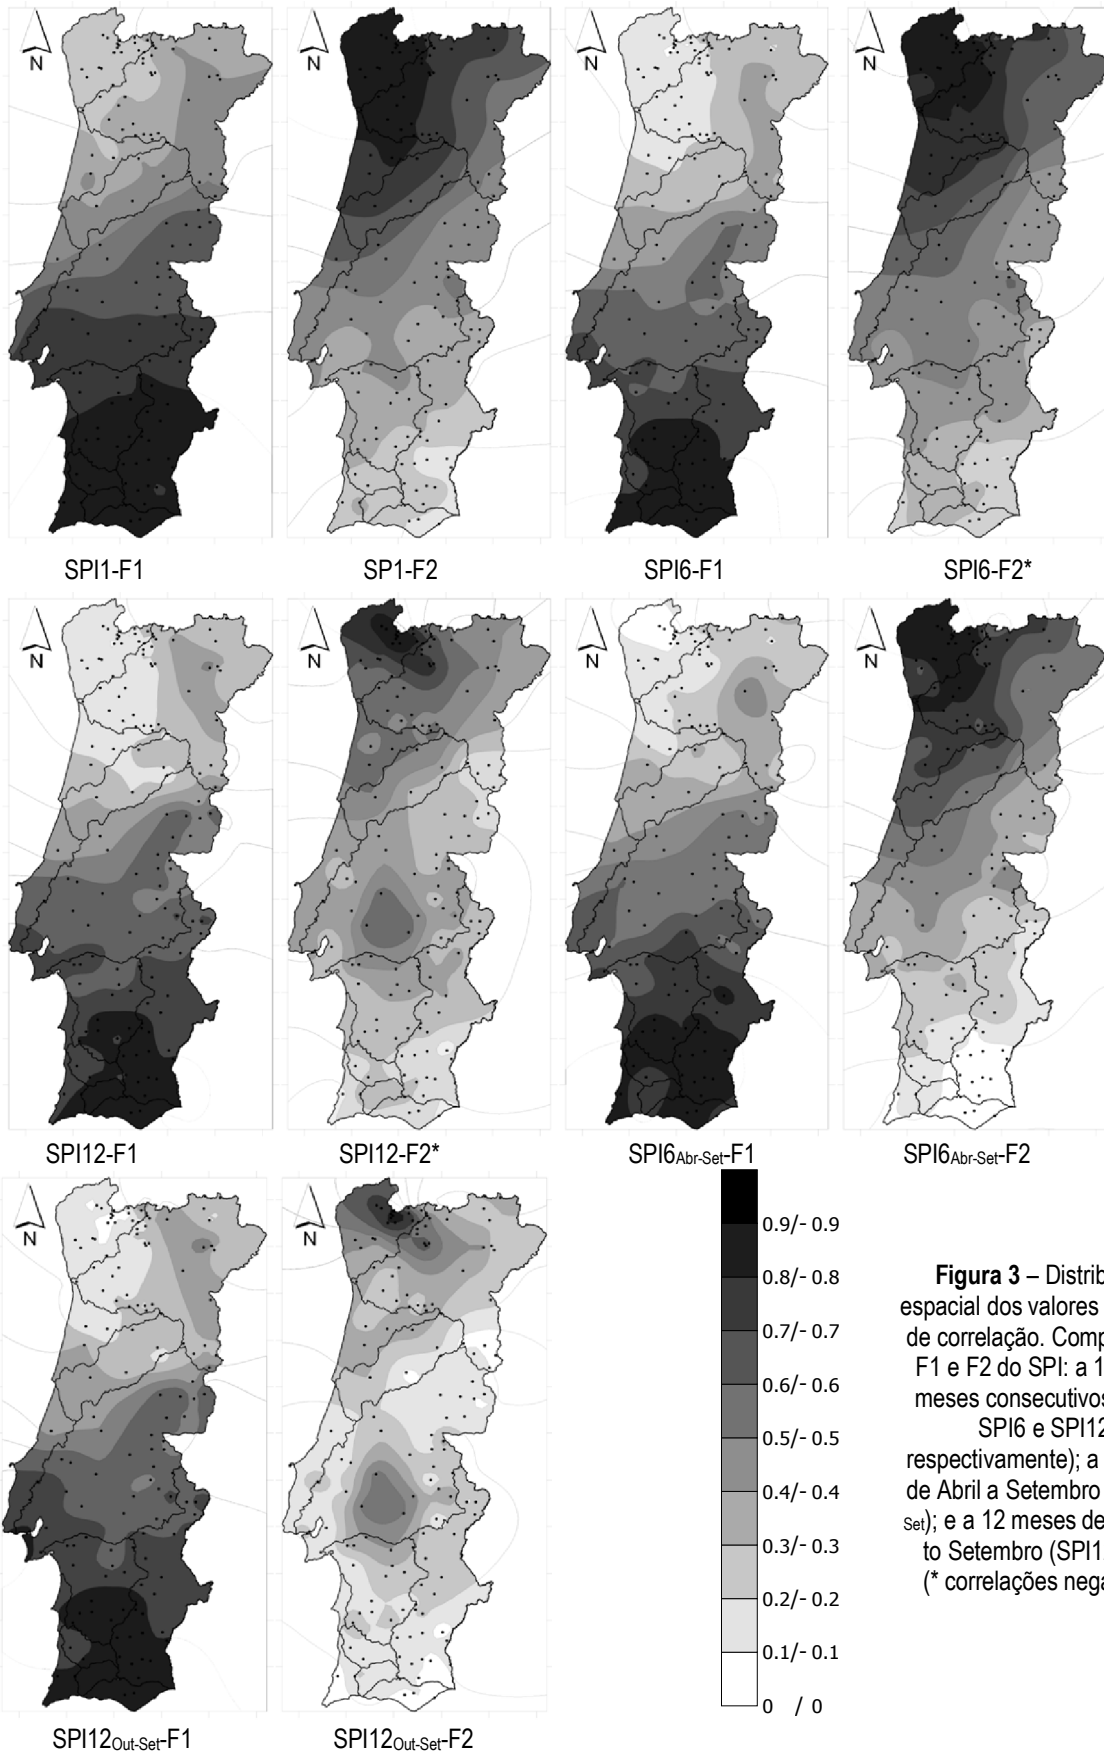 N N N N
SPI1-F1 SP1-F2 SPI6-F1 SPI6-F2*
N N N N
SPI12-F1 SPI12-F2* SPI6Abr-Set-F1 SPI6Abr-Set-F2
N N
0.9/- 0.9
0.8/- 0.8
0.7/- 0.7
0.6/- 0.6
0.5/- 0.5
0.4/- 0.4
0.3/- 0.3
0.2/- 0.2
0.1/- 0.1
0 / 0
Figura 3 – Distrib
espacial dos valores
de correlação. Comp
F1 e F2 do SPI: a 1
meses consecutivos
SPI6 e SPI12
respectivamente); a
de Abril a Setembro
Set); e a 12 meses de
to Setembro (SPI1
(* correlações nega
SPI12Out-Set-F1 SPI12Out-Set-F2